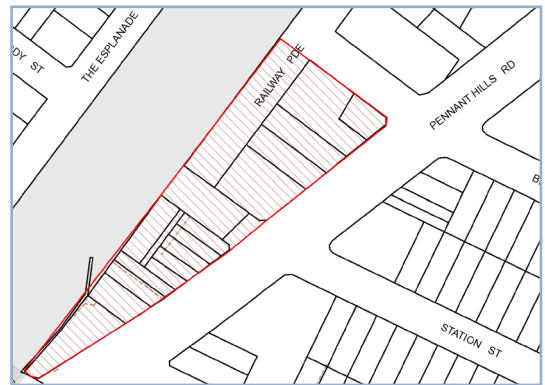 THE ESPLANADE
DY ST
RAILWAY PDE
PENNANT HILLS RD
B
STATION ST